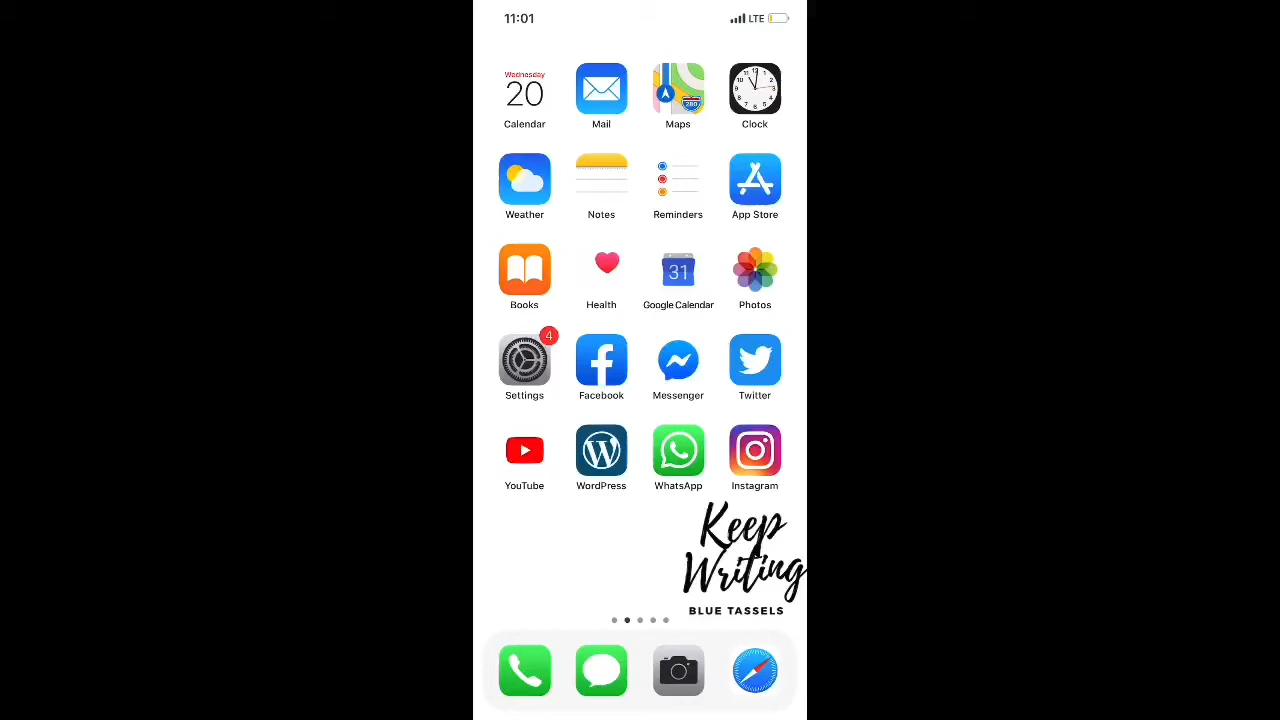 11:01 LTE
Wednesday
20
Calendar Mail Maps Clock
280
Weather Notes Reminders App Store
31
Books Health Google Calendar Photos
4
Settings Facebook Messenger Twitter
YouTube WordPress WhatsApp Instagram
Keep
Writing
BLUE TASSELS